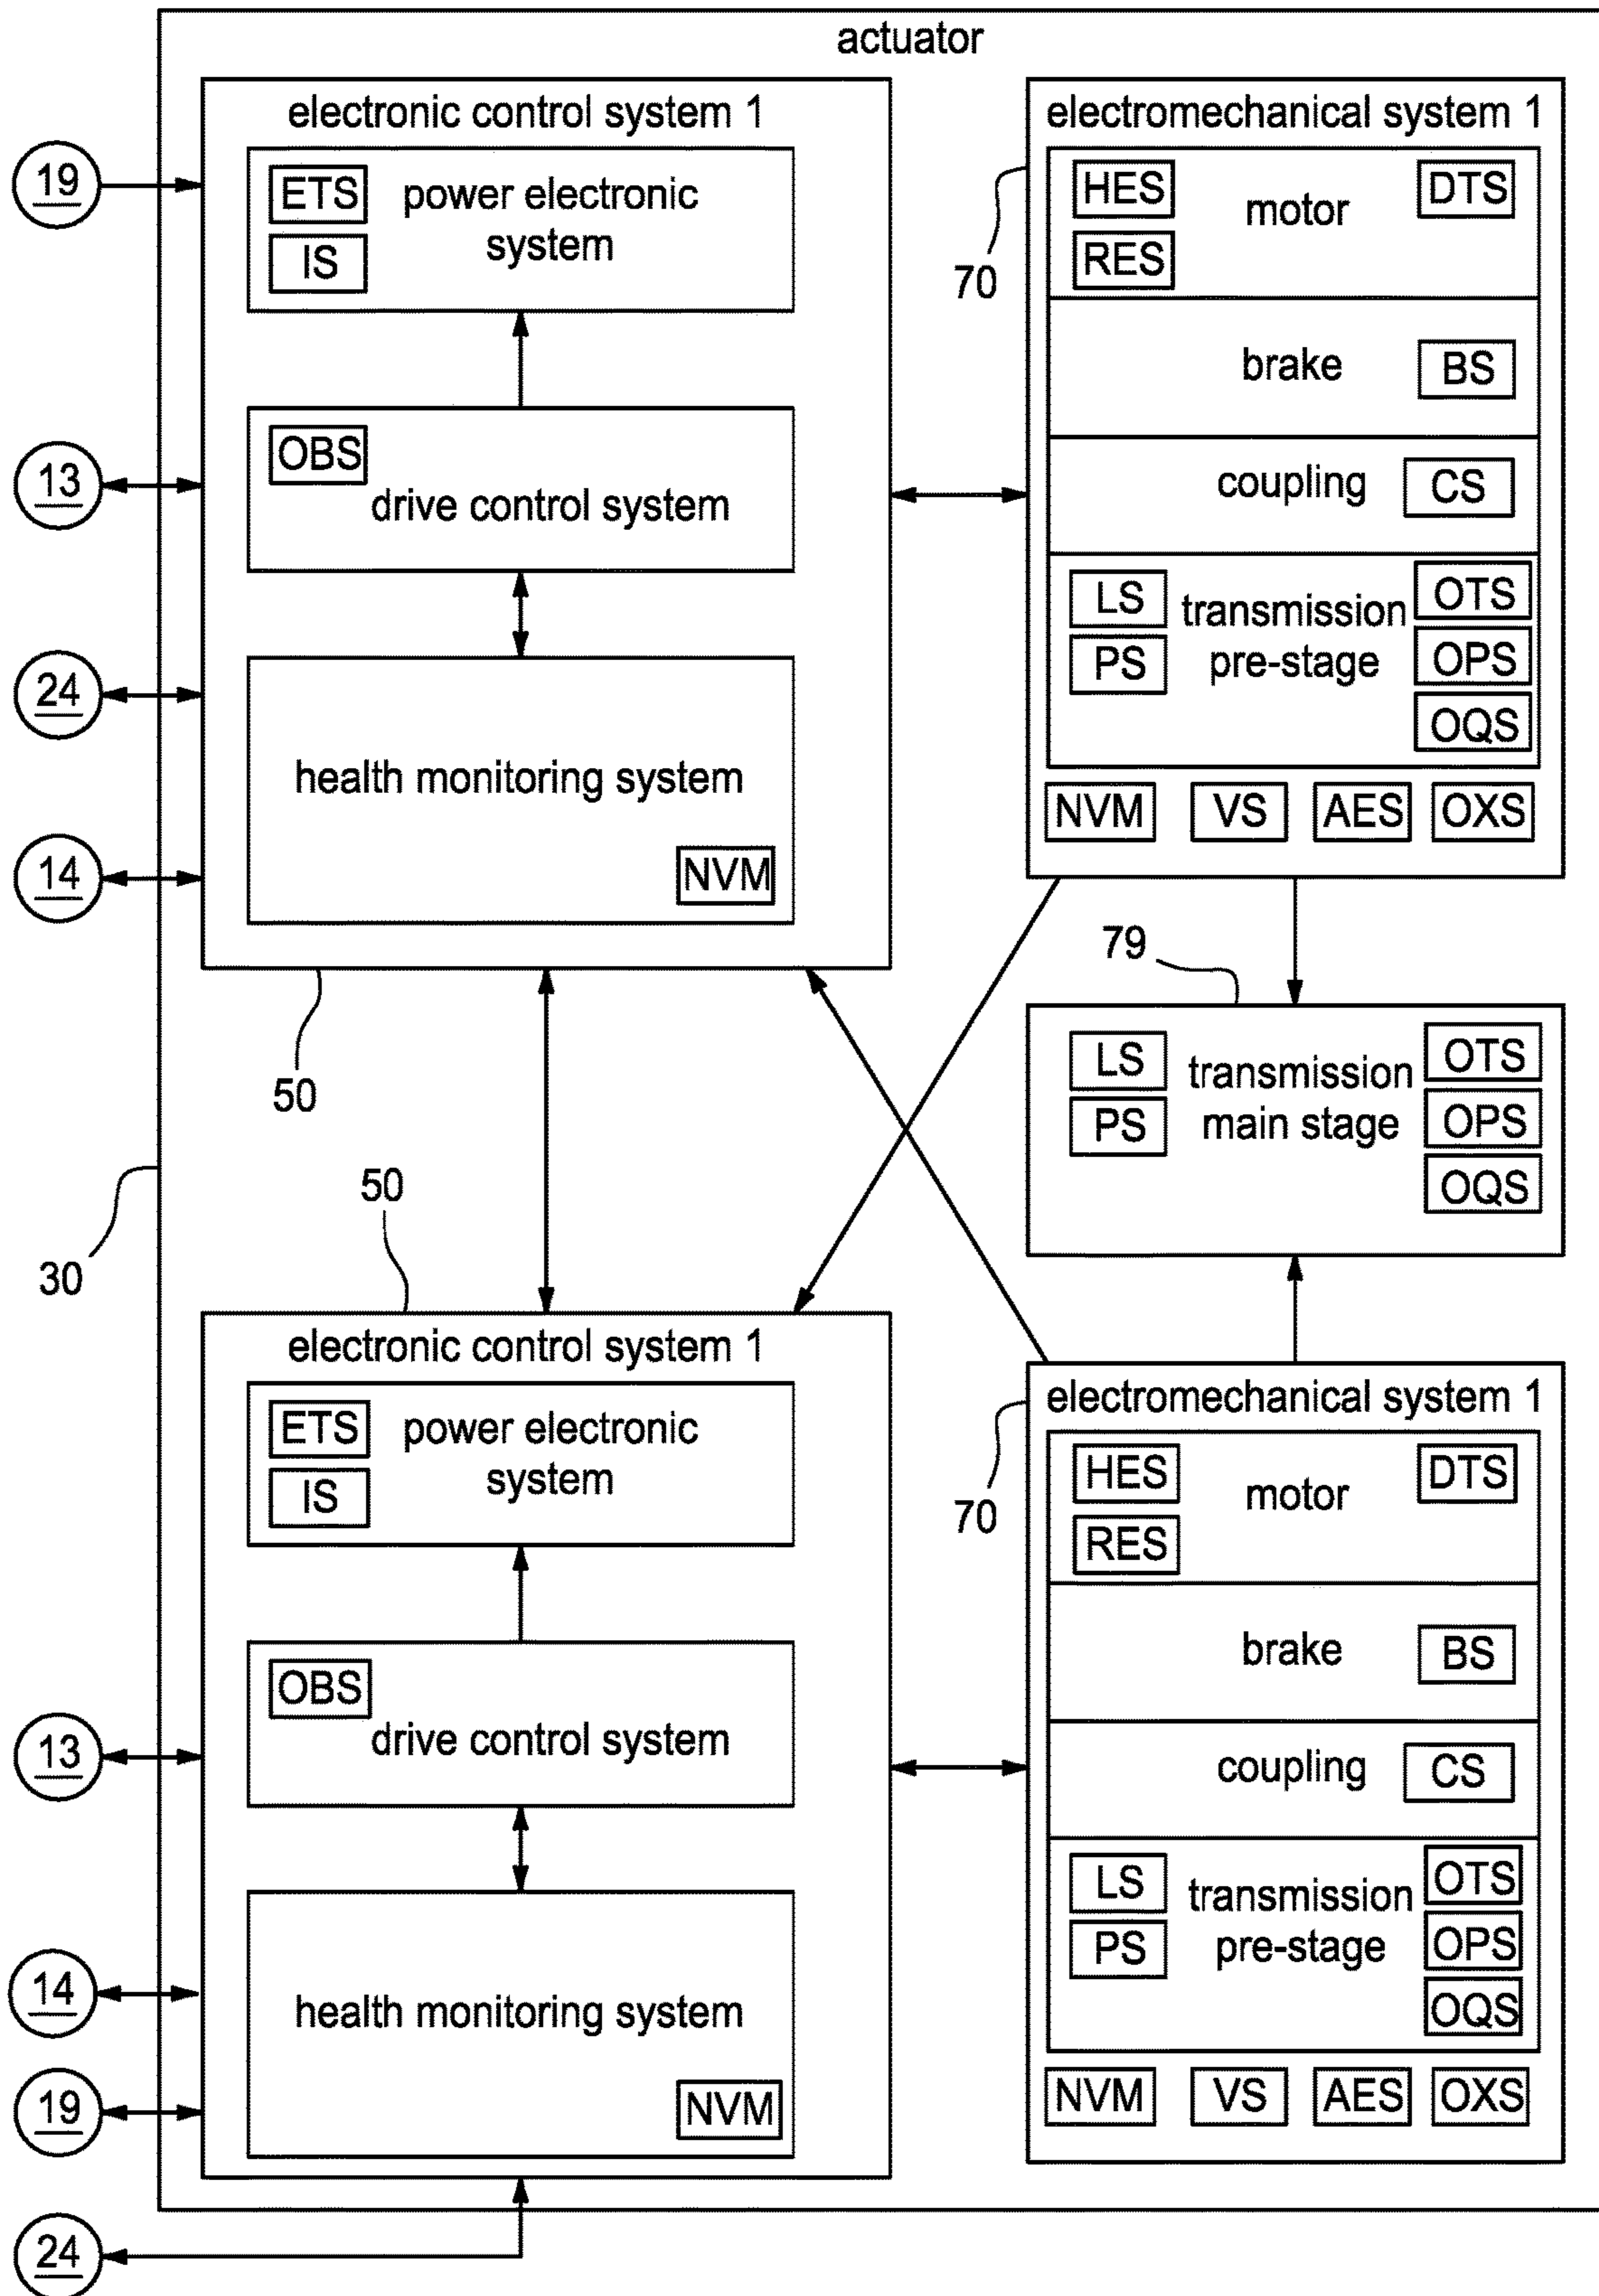 actuator
electronic control system 1
19
ETS
power electronic
system
IS
13
OBS
drive control system
24
health monitoring system
14
NVM
50
electromechanical system 1
70
HES
motor
DTS
RES
brake
BS
coupling
CS
LS
transmission
pre-stage
PS
OTS
OPS
OQS
NVM
VS
AES
OXS
79
LS
transmission
main stage
PS
OTS
OPS
OQS
30
50
electronic control system 1
ETS
power electronic
system
IS
13
OBS
drive control system
14
health monitoring system
19
NVM
24
electromechanical system 1
70
HES
motor
DTS
RES
brake
BS
coupling
CS
LS
transmission
pre-stage
PS
OTS
OPS
OQS
NVM
VS
AES
OXS